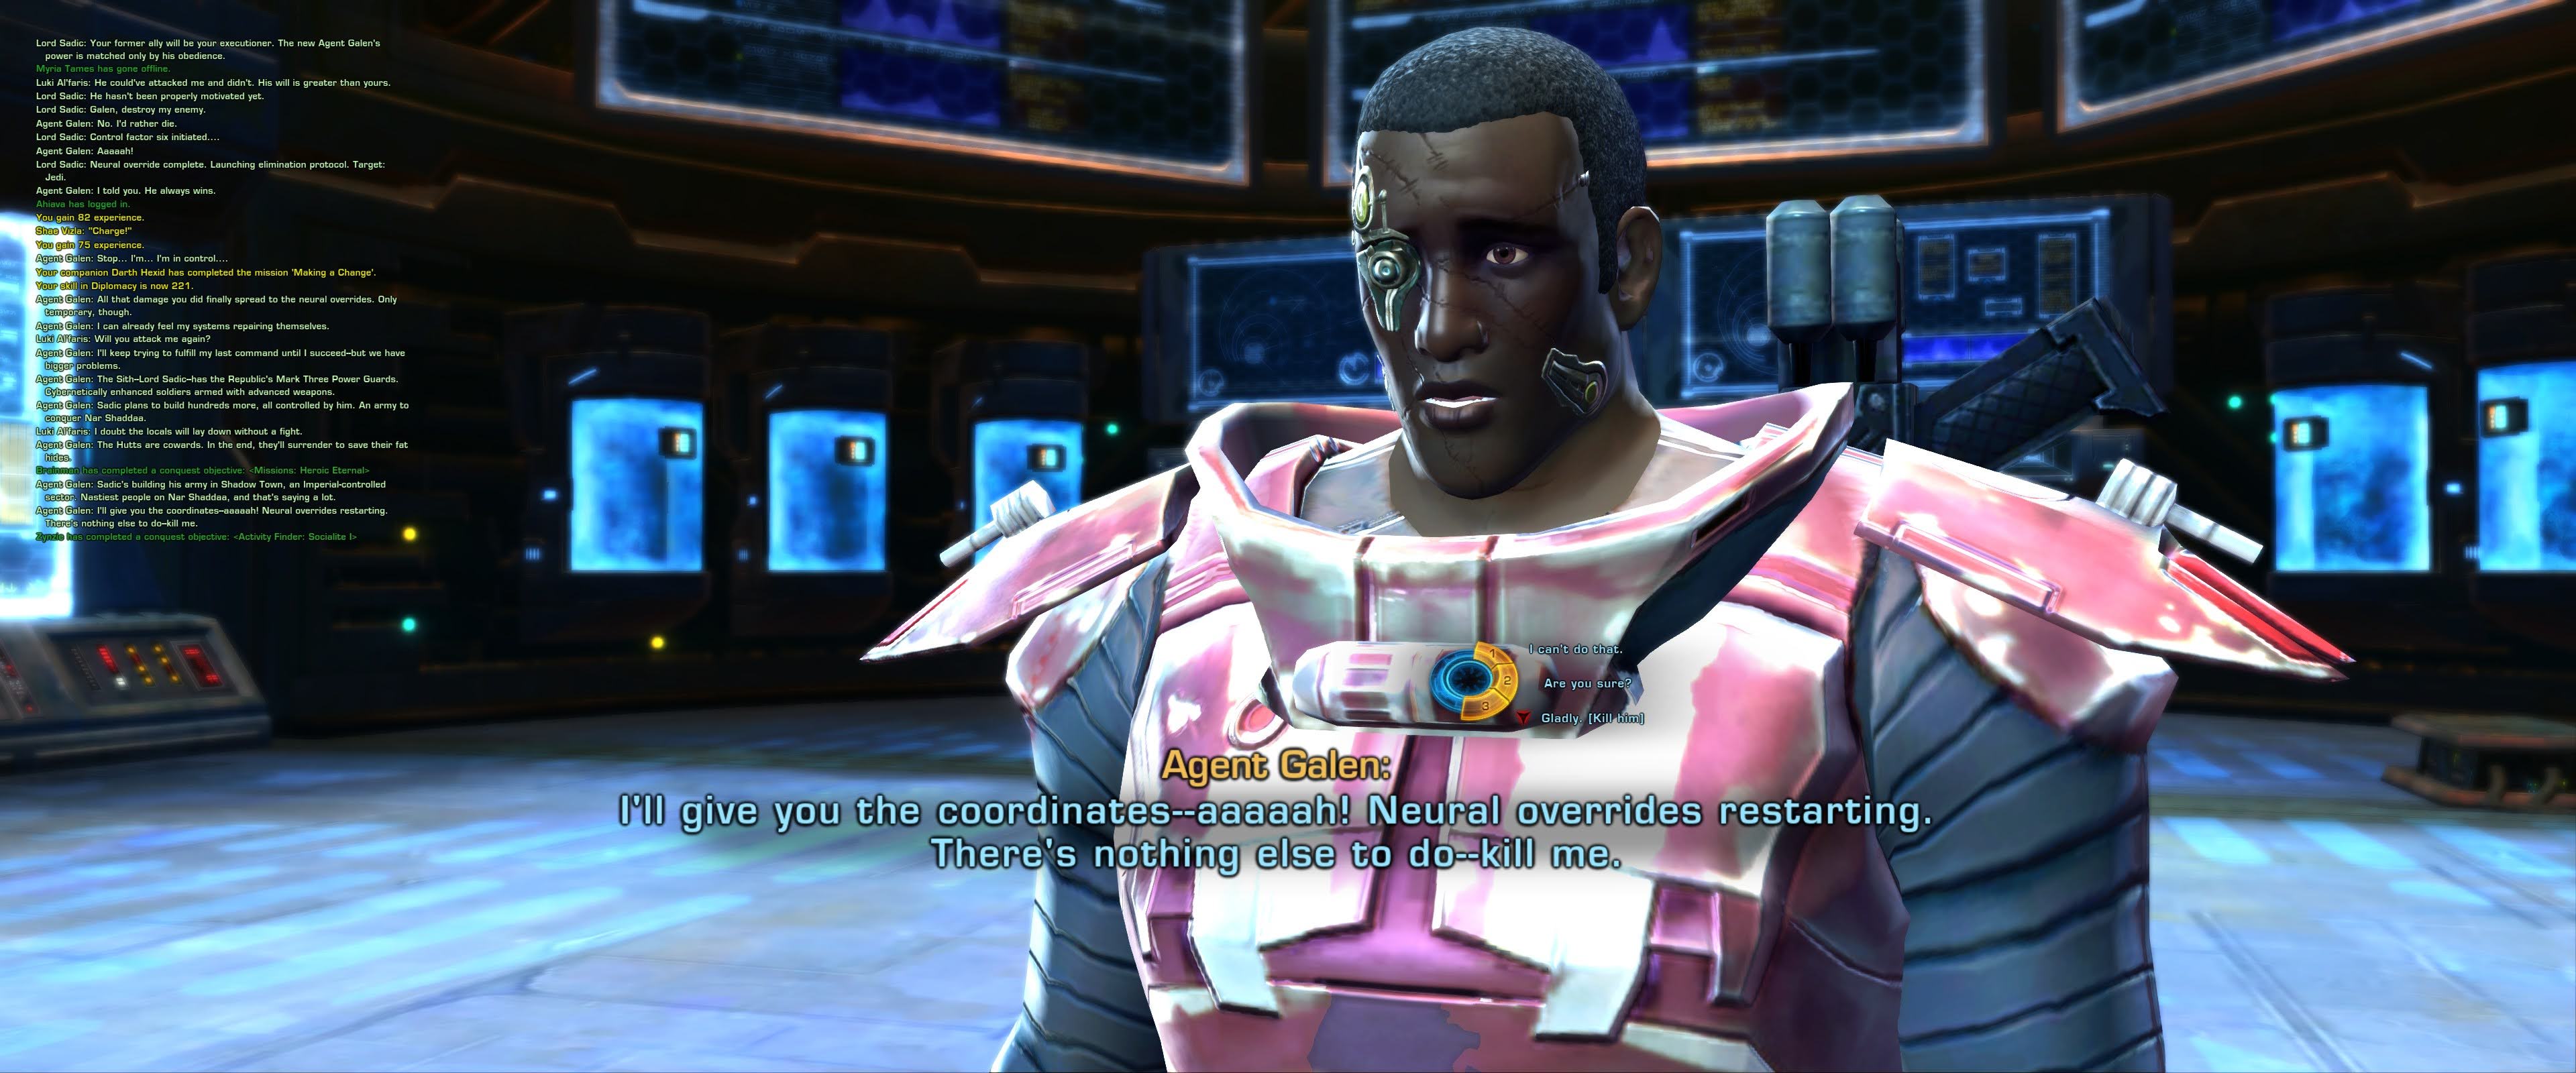 Lord Sadic: Your former ally will be your executioner. The new Agent Galen's
power is matched only by his obedience.
Myria Tames has gone offline.
Luki Al'faris: He could've attacked me and didn't. His will is greater than yours.
Lord Sadic: He hasn't been properly motivated yet.
Lord Sadic: Galen, destroy my enemy.
Agent Galen: No. I'd rather die.
Lord Sadic: Control factor six initiated....
Agent Galen: Aaaaah!
Lord Sadic: Neural override complete. Launching elimination protocol. Target:
Jedi.
Agent Galen: I told you. He always wins.
Ahiava has logged in.
You gain 82 experience.
Shae Vizla: "Charge!"
You gain 75 experience.
Agent Galen: Stop... I'm... I'm in control....
Your companion Darth Hexid has completed the mission 'Making a Change'.
Your skill in Diplomacy is now 221.
Agent Galen: All that damage you did finally spread to the neural overrides. Only
temporary, though.
Agent Galen: I can already feel my systems repairing themselves.
Luki Al'faris: Will you attack me again?
Agent Galen: I'll keep trying to fulfill my last command until I succeed--but we have
bigger problems.
Agent Galen: The Sith--Lord Sadic--has the Republic's Mark Three Power Guards.
Cybernetically enhanced soldiers armed with advanced weapons.
Agent Galen: Sadic plans to build hundreds more, all controlled by him. An army to
conquer Nar Shaddaa.
Luki Al'faris: I doubt the locals will lay down without a fight.
Agent Galen: The Hutts are cowards. In the end, they'll surrender to save their fat
hides.
Brainman has completed a conquest objective: <Missions: Heroic Eternal>
Agent Galen: Sadic's building his army in Shadow Town, an Imperial-controlled
sector. Nastiest people on Nar Shaddaa, and that's saying a lot.
Agent Galen: I'll give you the coordinates--aaaaah! Neural overrides restarting.
There's nothing else to do--kill me.
Zynzio has completed a conquest objective: <Activity Finder: Socialite I>
1 I can't do that.
2 Are you sure?
3 Gladly. [Kill him]
Agent Galen:
I'll give you the coordinates--aaaaah! Neural overrides restarting.
There's nothing else to do--kill me.